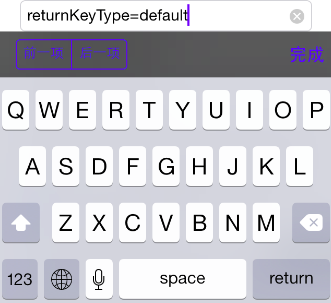 returnKeyType=default
前一项 后一项 完成
Q W E R T Y U I O P
A S D F G H J K L
Z X C V B N M
123 space return